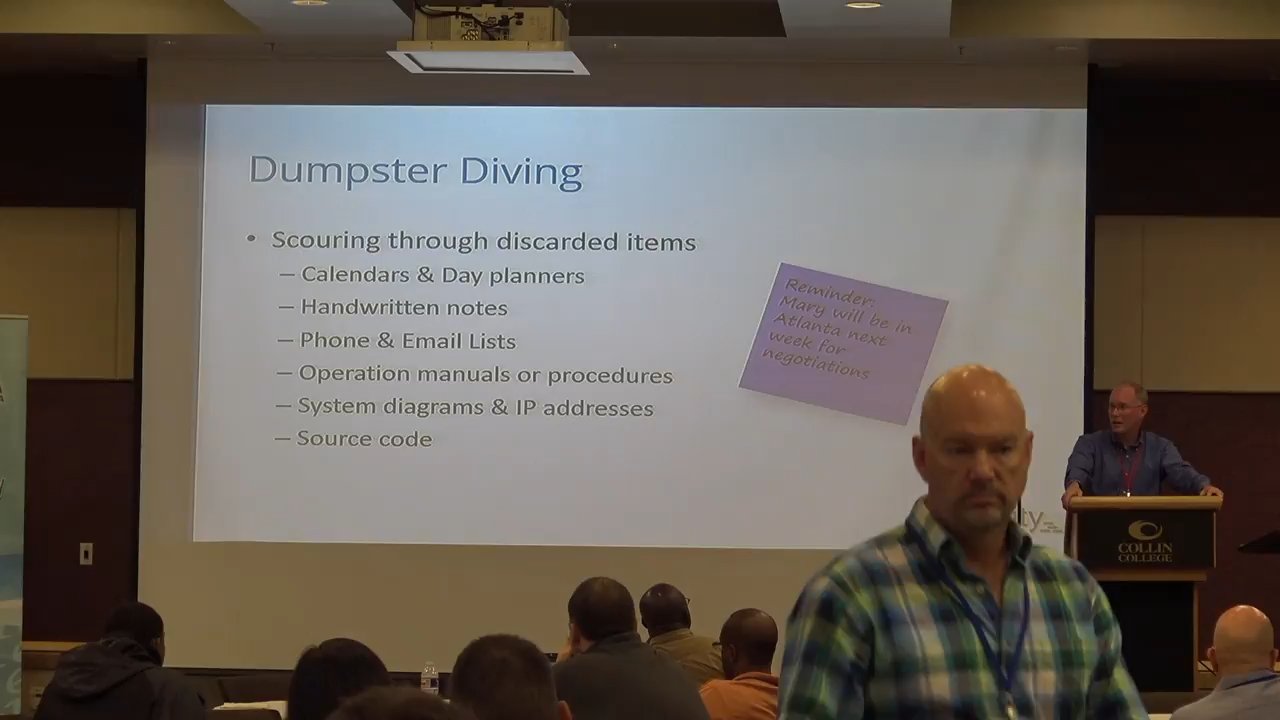 Dumpster Diving
• Scouring through discarded items
– Calendars & Day planners
– Handwritten notes
– Phone & Email Lists
– Operation manuals or procedures
– System diagrams & IP addresses
– Source code
Reminder:
Mary will be in
Atlanta next
week for
negotiations
COLLIN
COLLEGE